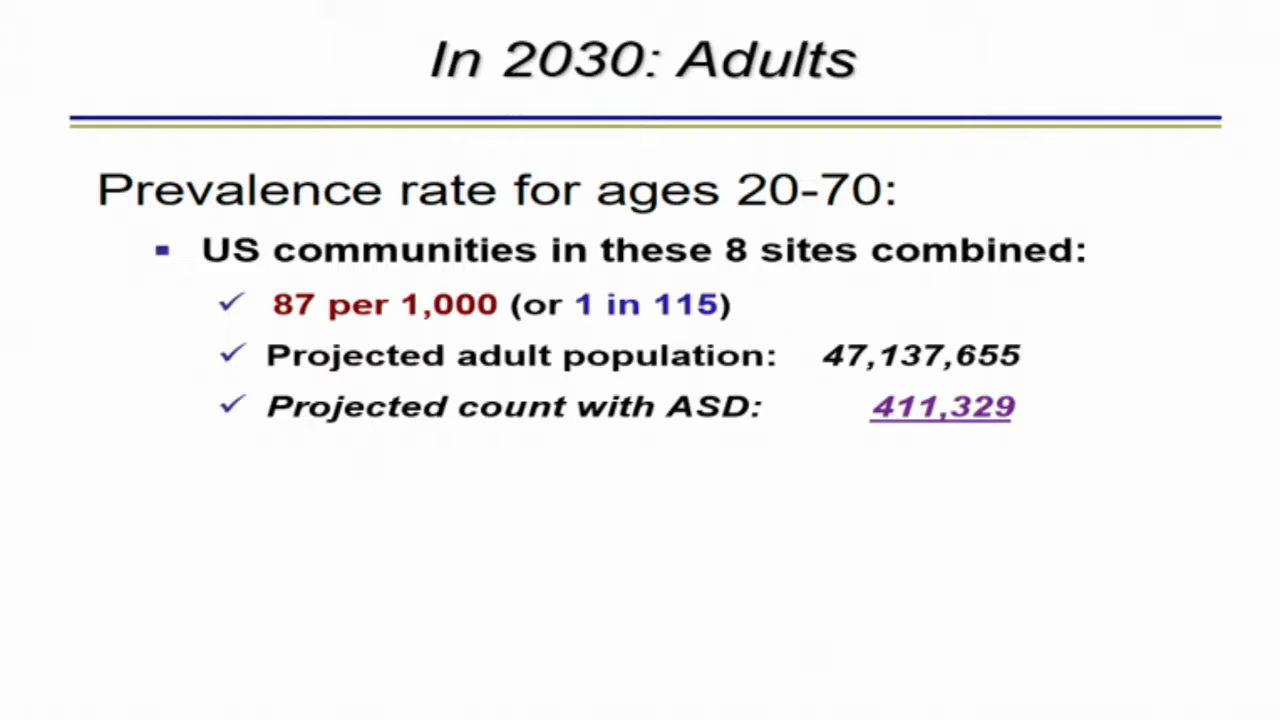 In 2030: Adults
Prevalence rate for ages 20-70:
US communities in these 8 sites combined:
87 per 1,000 (or 1 in 115)
Projected adult population: 47,137,655
Projected count with ASD: 411,329